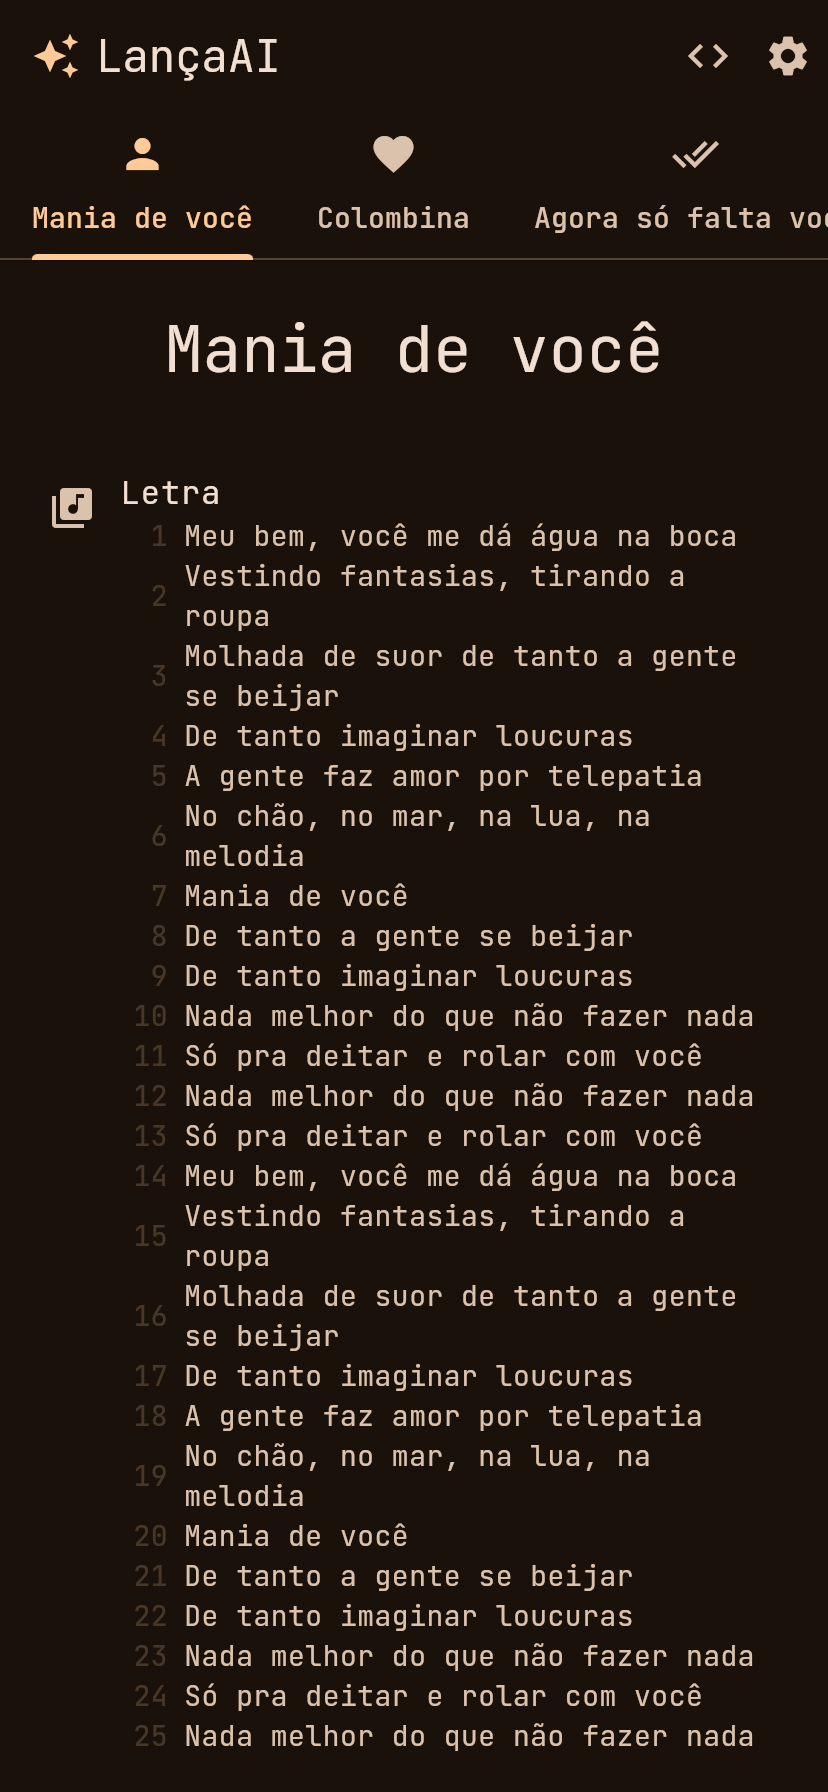 LançaAI
Mania de você
Colombina
Agora só falta
Mania de você
Letra
1 Meu bem, você me dá água na boca
2 Vestindo fantasias, tirando a
roupa
3 Molhada de suor de tanto a gente
se beijar
4 De tanto imaginar loucuras
5 A gente faz amor por telepatia
6 No chão, no mar, na lua, na
melodia
7 Mania de você
8 De tanto a gente se beijar
9 De tanto imaginar loucuras
10 Nada melhor do que não fazer nada
11 Só pra deitar e rolar com você
12 Nada melhor do que não fazer nada
13 Só pra deitar e rolar com você
14 Meu bem, você me dá água na boca
15 Vestindo fantasias, tirando a
roupa
16 Molhada de suor de tanto a gente
se beijar
17 De tanto imaginar loucuras
18 A gente faz amor por telepatia
19 No chão, no mar, na lua, na
melodia
20 Mania de você
21 De tanto a gente se beijar
22 De tanto imaginar loucuras
23 Nada melhor do que não fazer nada
24 Só pra deitar e rolar com você
25 Nada melhor do que não fazer nada